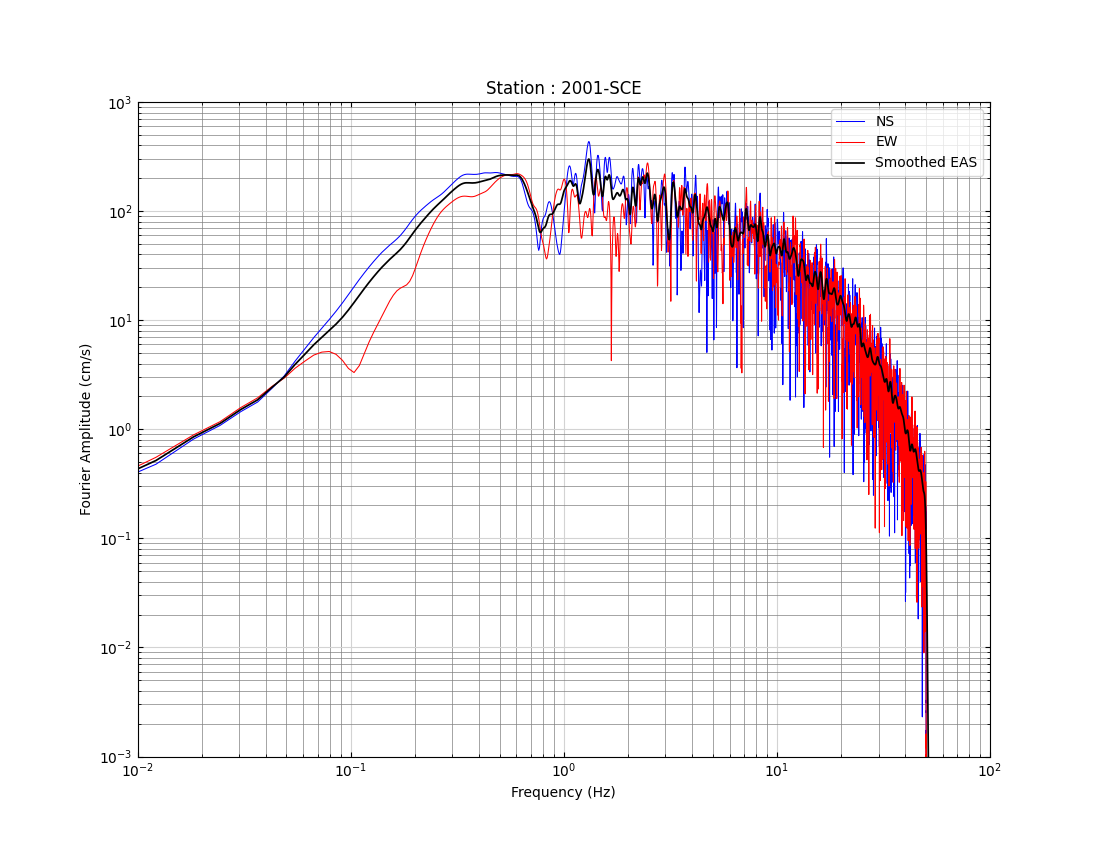 Station : 2001-SCE
NS
EW
Smoothed EAS
10³
10²
10¹
10⁰
10⁻¹
10⁻²
10⁻³
Fourier Amplitude (cm/s)
10⁻² 10⁻¹ 10⁰ 10¹ 10²
Frequency (Hz)